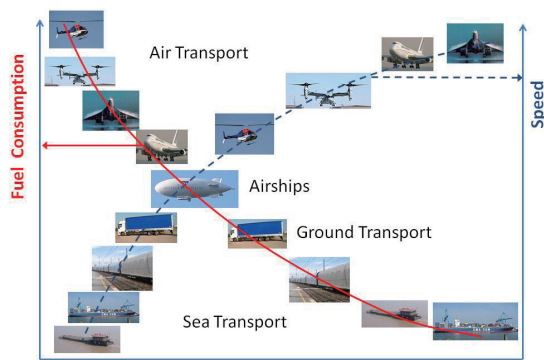 Air Transport
Fuel Consumption
Speed
Airships
Ground Transport
Sea Transport